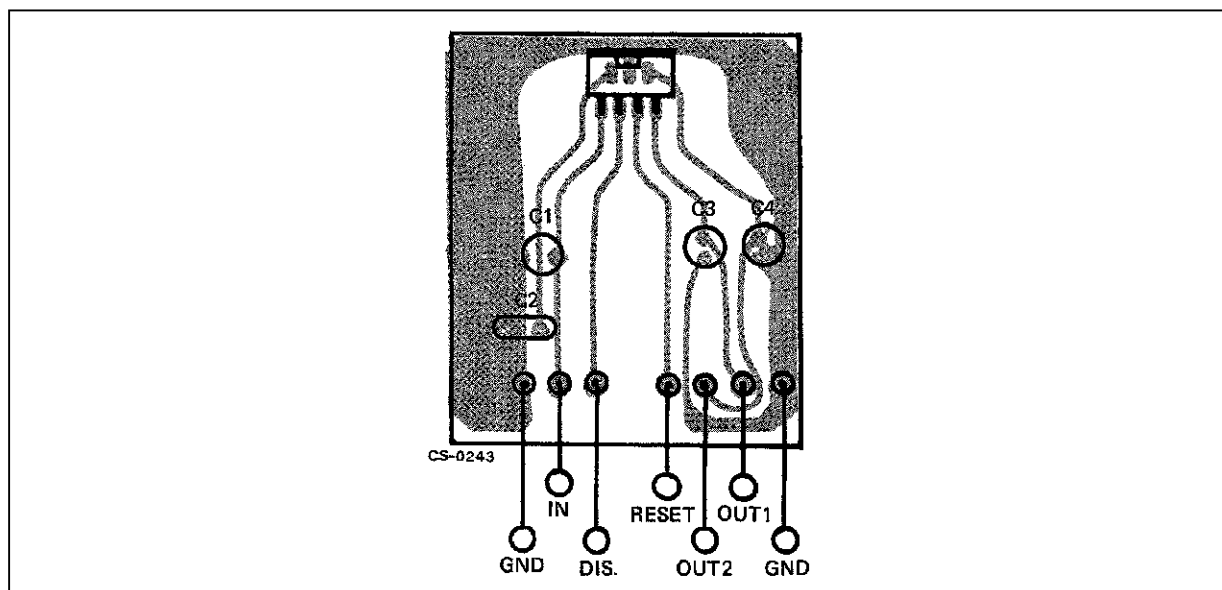 C1
C3
C4
C2
CS-0243
IN
RESET
OUT1
GND
DIS.
OUT2
GND